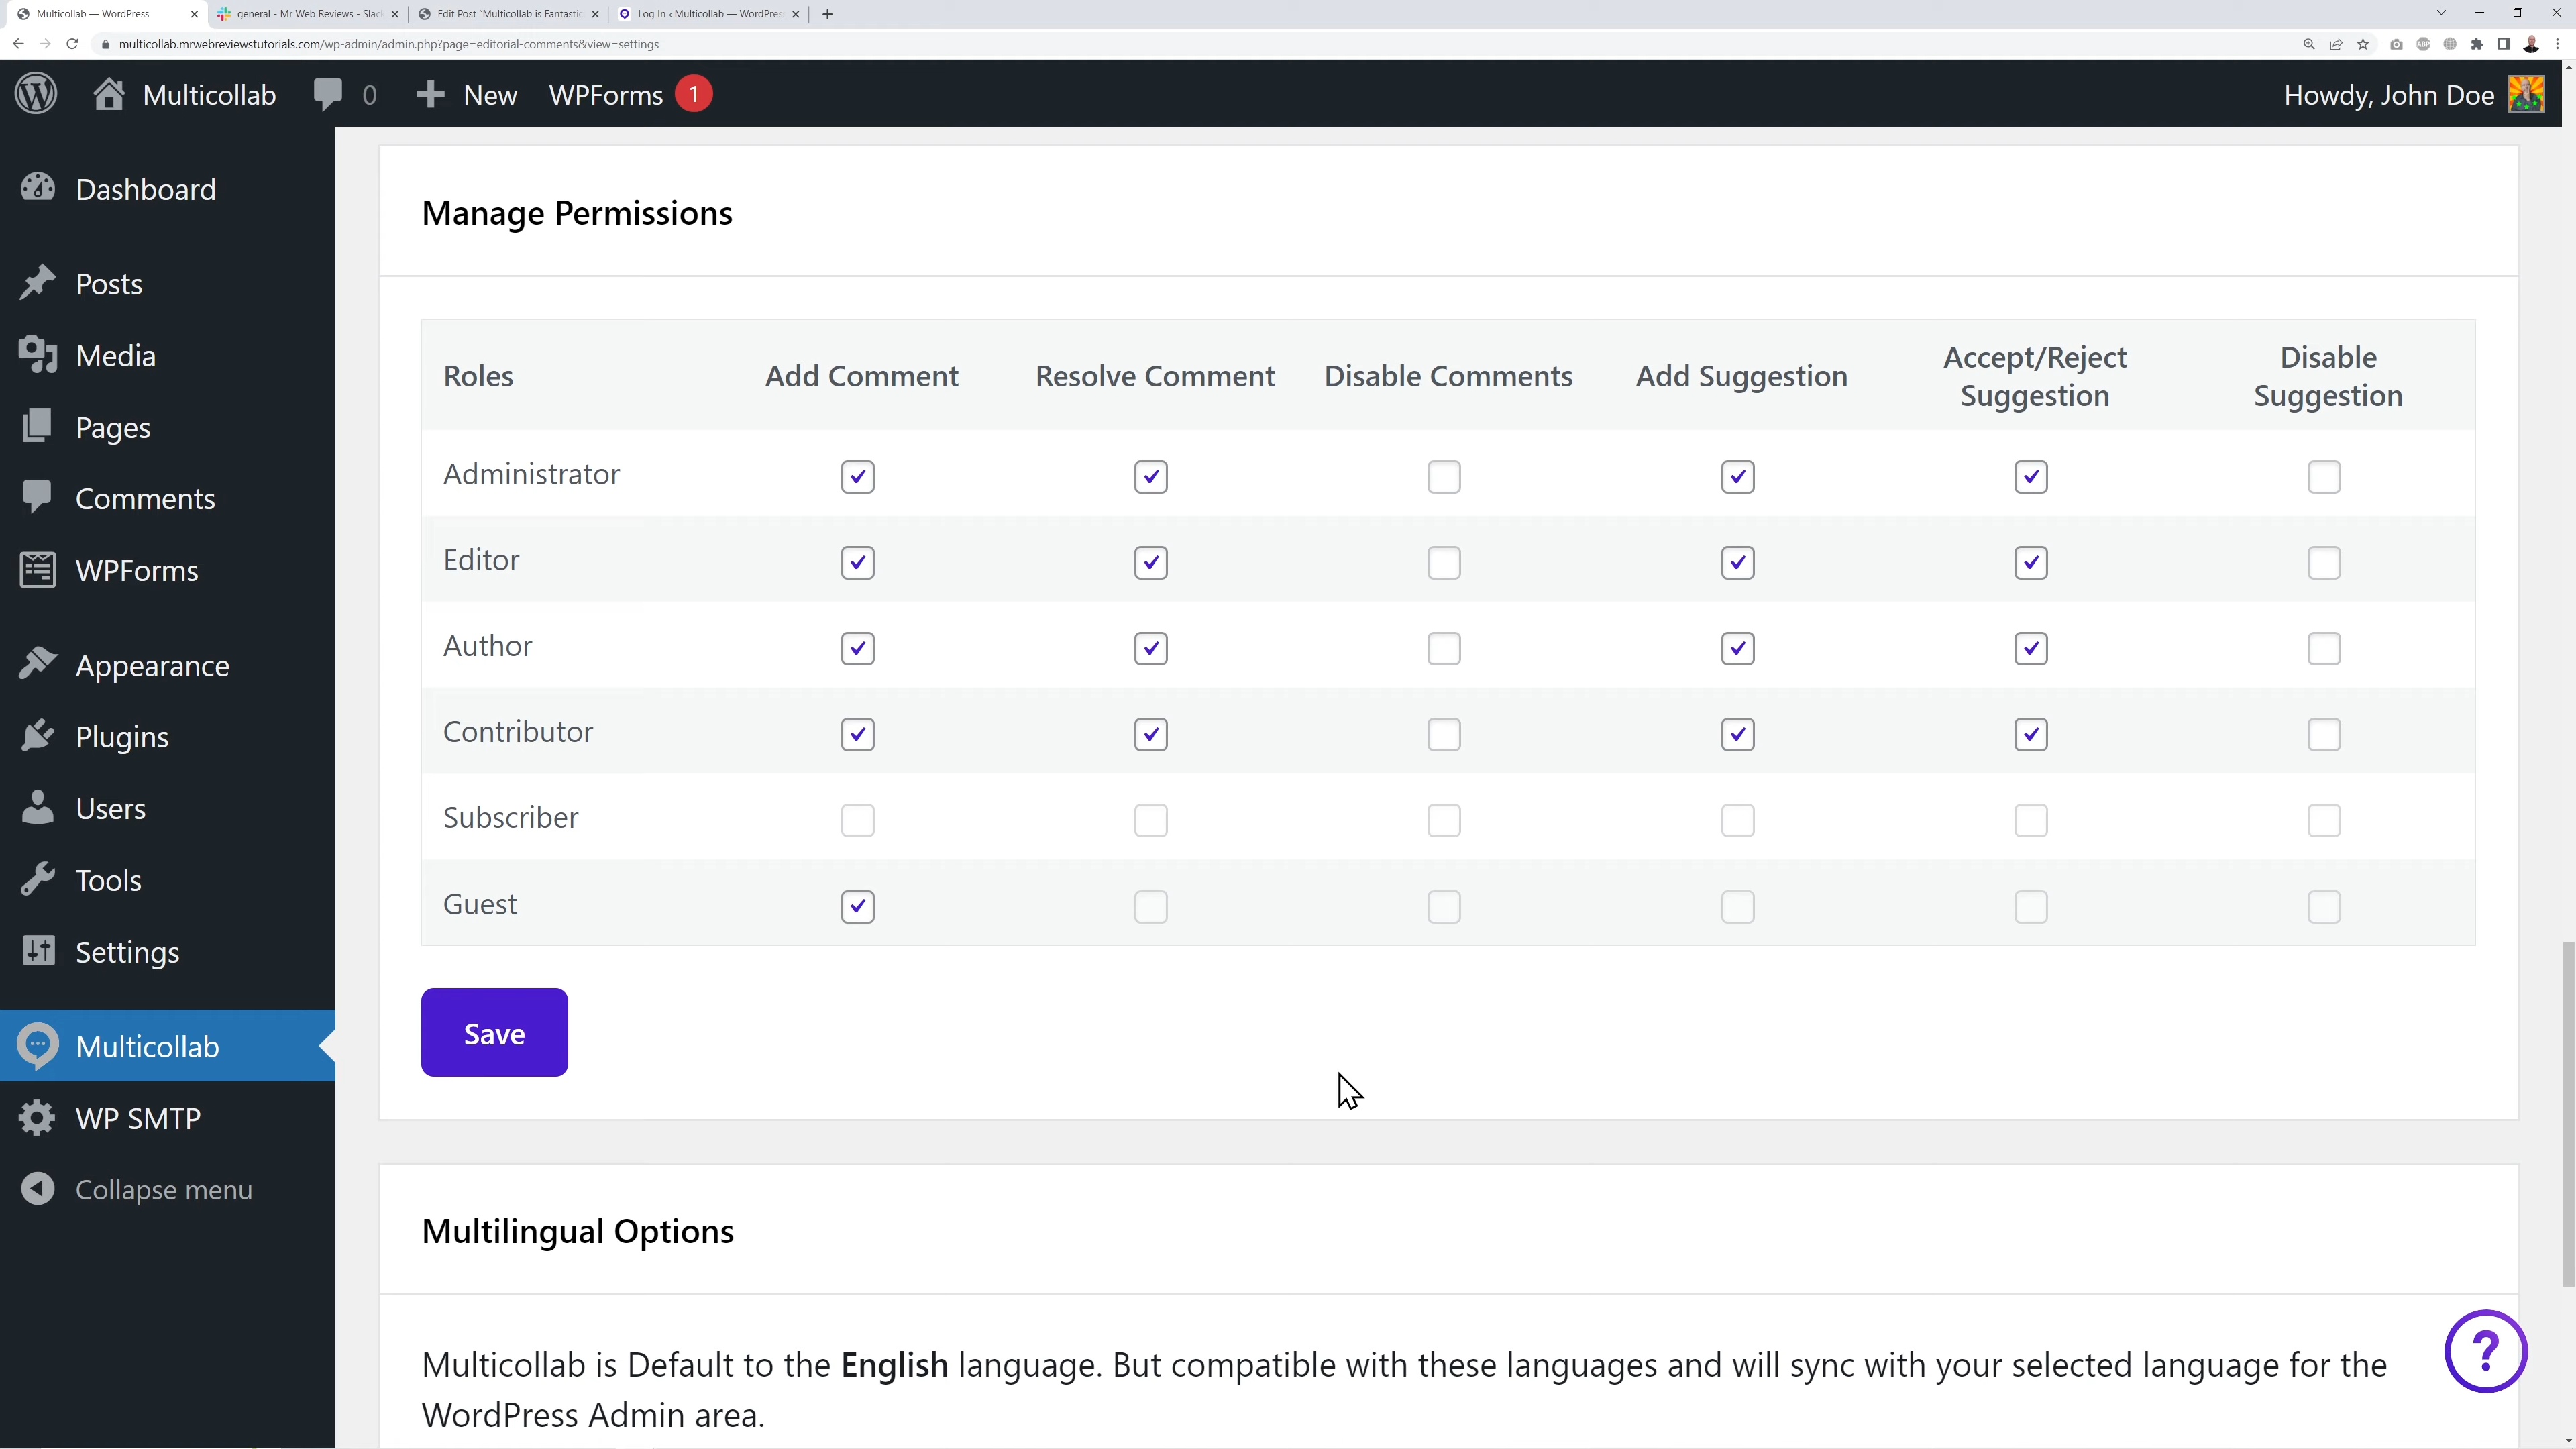 Multicollab — WordPress
general - Mr Web Reviews - Slac
Edit Post "Multicollab is Fantastic
Log In ‹ Multicollab — WordPres
multicollab.mrwebreviewstutorials.com/wp-admin/admin.php?page=editorial-comments&view=settings
ABP
Multicollab
0
New
WPForms
1
Howdy, John Doe
Dashboard
Posts
Media
Pages
Comments
WPForms
Appearance
Plugins
Users
Tools
Settings
Multicollab
WP SMTP
Collapse menu
Manage Permissions
Roles Add Comment Resolve Comment Disable Comments Add Suggestion Accept/Reject Suggestion Disable Suggestion
Administrator
Editor
Author
Contributor
Subscriber
Guest
Save
Multilingual Options
Multicollab is Default to the English language. But compatible with these languages and will sync with your selected language for the
WordPress Admin area.
?